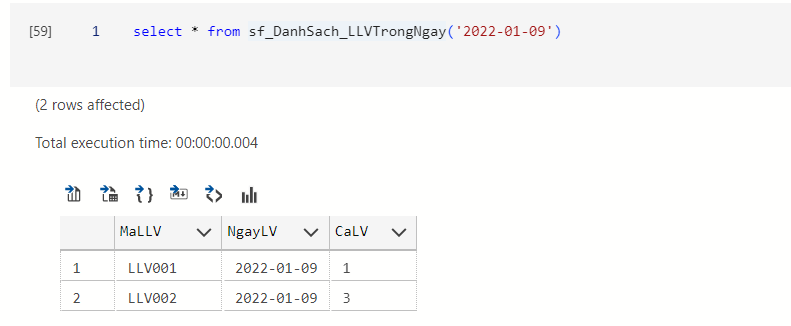 [59] 1 select * from sf_DanhSach_LLVTrongNgay('2022-01-09')
(2 rows affected)
Total execution time: 00:00:00.004
MaLLV NgayLV CaLV
1 LLV001 2022-01-09 1
2 LLV002 2022-01-09 3